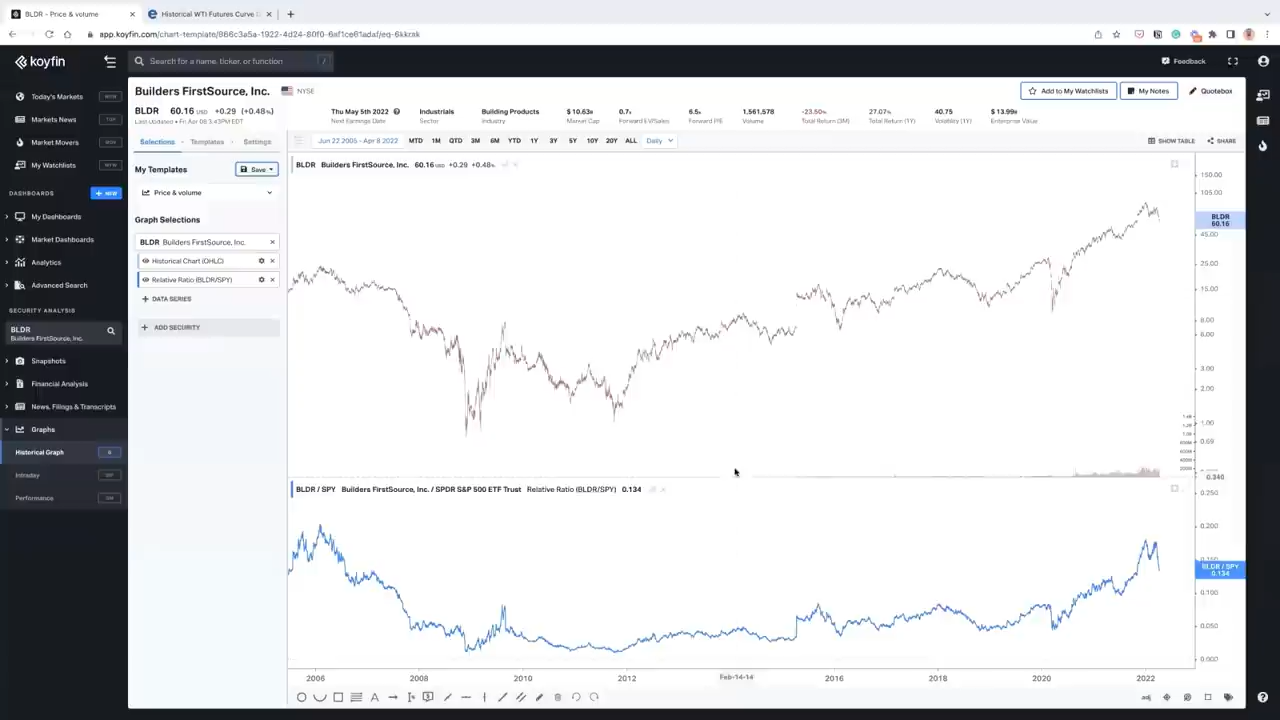 BLDR - Price & volume
Historical WTI Futures Curve
app.koyfin.com/chart-template/
koyfin
Search for a name, ticker, or function /
Feedback
Today's Markets
Markets News TOP
Market Movers
My Watchlists
DASHBOARDS + NEW
My Dashboards
Market Dashboards
Analytics
Advanced Search
SECURITY ANALYSIS
BLDR
Builders FirstSource, Inc.
Snapshots
Financial Analysis
News, Filings & Transcripts
Graphs
Historical Graph G
Intraday
Performance
Builders FirstSource, Inc. NYSE
Add to My Watchlists
My Notes
Quotebox
BLDR 60.16 USD +0.29 (+0.48%)
Last Updated • Fri Apr 08 EDT
Thu May 5th 2022
Next Earnings Date
Industrials
Sector
Building Products
Industry
$ 10.63B
Market Cap
0.7x
Forward EV/Sales
6.5x
Forward P/E
1,561,578
Volume
-23.50%
Total Return (3M)
27.07%
Total Return (1Y)
40.75
Volatility (1Y)
$ 13.99B
Enterprise Value
Selections Templates Settings
Jun 22 2005 - Apr 8 2022 MTD 1M QTD 3M 6M YTD 1Y 3Y 5Y 10Y 20Y ALL Daily
SHOW TABLE SHARE
My Templates Save
Price & volume
Graph Selections
BLDR Builders FirstSource, Inc.
Historical Chart (OHLC)
Relative Ratio (BLDR/SPY)
+ DATA SERIES
+ ADD SECURITY
BLDR Builders FirstSource, Inc. 60.16 USD +0.29 +0.48%
150.00
105.00
BLDR
60.16
45.00
25.00
15.00
8.00
6.00
3.00
2.00
1.00
0.69
0.340
BLDR / SPY Builders FirstSource, Inc. / SPDR S&P 500 ETF Trust Relative Ratio (BLDR/SPY) 0.134
0.250
0.200
BLDR / SPY
0.134
0.100
0.050
0.000
2006 2008 2010 2012 Feb-14-14 2016 2018 2020 2022